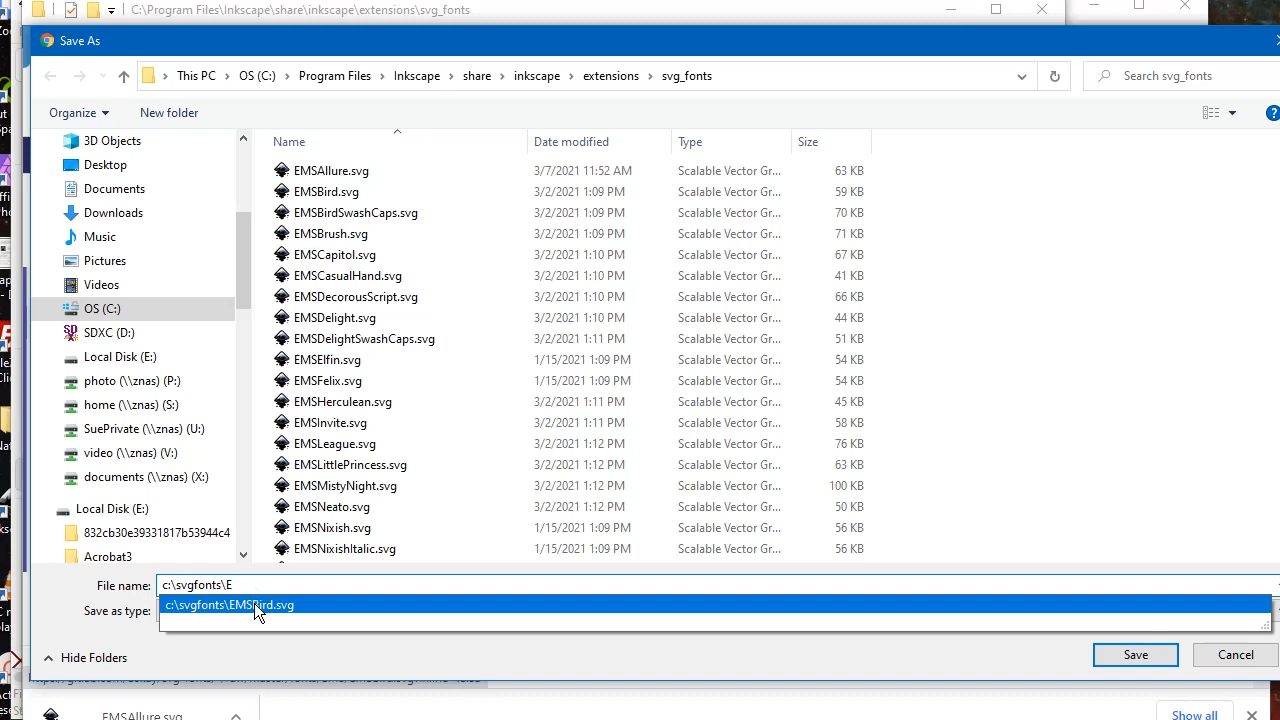 C:\Program Files\Inkscape\share\inkscape\extensions\svg_fonts
Save As
This PC > OS (C:) > Program Files > Inkscape > share > inkscape > extensions > svg_fonts
Search svg_fonts
Organize
New folder
Name Date modified Type Size
3D Objects
Desktop
Documents
Downloads
Music
Pictures
Videos
OS (C:)
SDXC (D:)
Local Disk (E:)
photo (\\znas) (P:)
home (\\znas) (S:)
SuePrivate (\\znas) (U:)
video (\\znas) (V:)
documents (\\znas) (X:)
Local Disk (E:)
832cb30e39331817b53944c4
Acrobat3
EMSAllure.svg 3/7/2021 11:52 AM Scalable Vector Gr... 63 KB
EMSBird.svg 3/2/2021 1:09 PM Scalable Vector Gr... 59 KB
EMSBirdSwashCaps.svg 3/2/2021 1:09 PM Scalable Vector Gr... 70 KB
EMSBrush.svg 3/2/2021 1:09 PM Scalable Vector Gr... 71 KB
EMSCapitol.svg 3/2/2021 1:10 PM Scalable Vector Gr... 67 KB
EMSCasualHand.svg 3/2/2021 1:10 PM Scalable Vector Gr... 41 KB
EMSDecorousScript.svg 3/2/2021 1:10 PM Scalable Vector Gr... 66 KB
EMSDelight.svg 3/2/2021 1:10 PM Scalable Vector Gr... 44 KB
EMSDelightSwashCaps.svg 3/2/2021 1:11 PM Scalable Vector Gr... 51 KB
EMSElfin.svg 1/15/2021 1:09 PM Scalable Vector Gr... 54 KB
EMSFelix.svg 1/15/2021 1:09 PM Scalable Vector Gr... 54 KB
EMSHerculean.svg 3/2/2021 1:11 PM Scalable Vector Gr... 45 KB
EMSInvite.svg 3/2/2021 1:11 PM Scalable Vector Gr... 58 KB
EMSLeague.svg 3/2/2021 1:12 PM Scalable Vector Gr... 76 KB
EMSLittlePrincess.svg 3/2/2021 1:12 PM Scalable Vector Gr... 63 KB
EMSMistyNight.svg 3/2/2021 1:12 PM Scalable Vector Gr... 100 KB
EMSNeato.svg 3/2/2021 1:12 PM Scalable Vector Gr... 50 KB
EMSNixish.svg 1/15/2021 1:09 PM Scalable Vector Gr... 56 KB
EMSNixishItalic.svg 1/15/2021 1:09 PM Scalable Vector Gr... 56 KB
File name: c:\svgfonts\E
c:\svgfonts\EMSBird.svg
Save as type:
Hide Folders
Save
Cancel
EMSAllure.svg
Show all